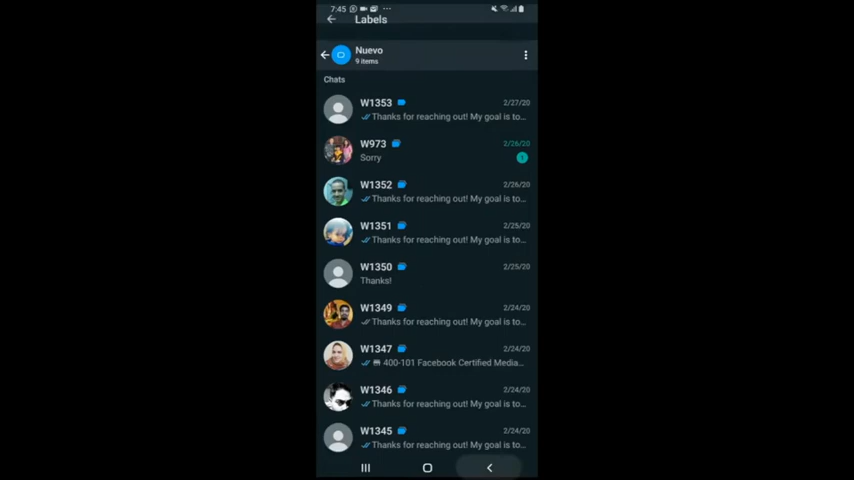 7:45
Labels
Nuevo
9 items
Chats
W1353 2/27/20
Thanks for reaching out! My goal is to...
W973 2/26/20
Sorry 1
W1352 2/26/20
Thanks for reaching out! My goal is to...
W1351 2/25/20
Thanks for reaching out! My goal is to...
W1350 2/25/20
Thanks!
W1349 2/24/20
Thanks for reaching out! My goal is to...
W1347 2/24/20
400-101 Facebook Certified Media...
W1346 2/24/20
Thanks for reaching out! My goal is to...
W1345 2/24/20
Thanks for reaching out! My goal is to...